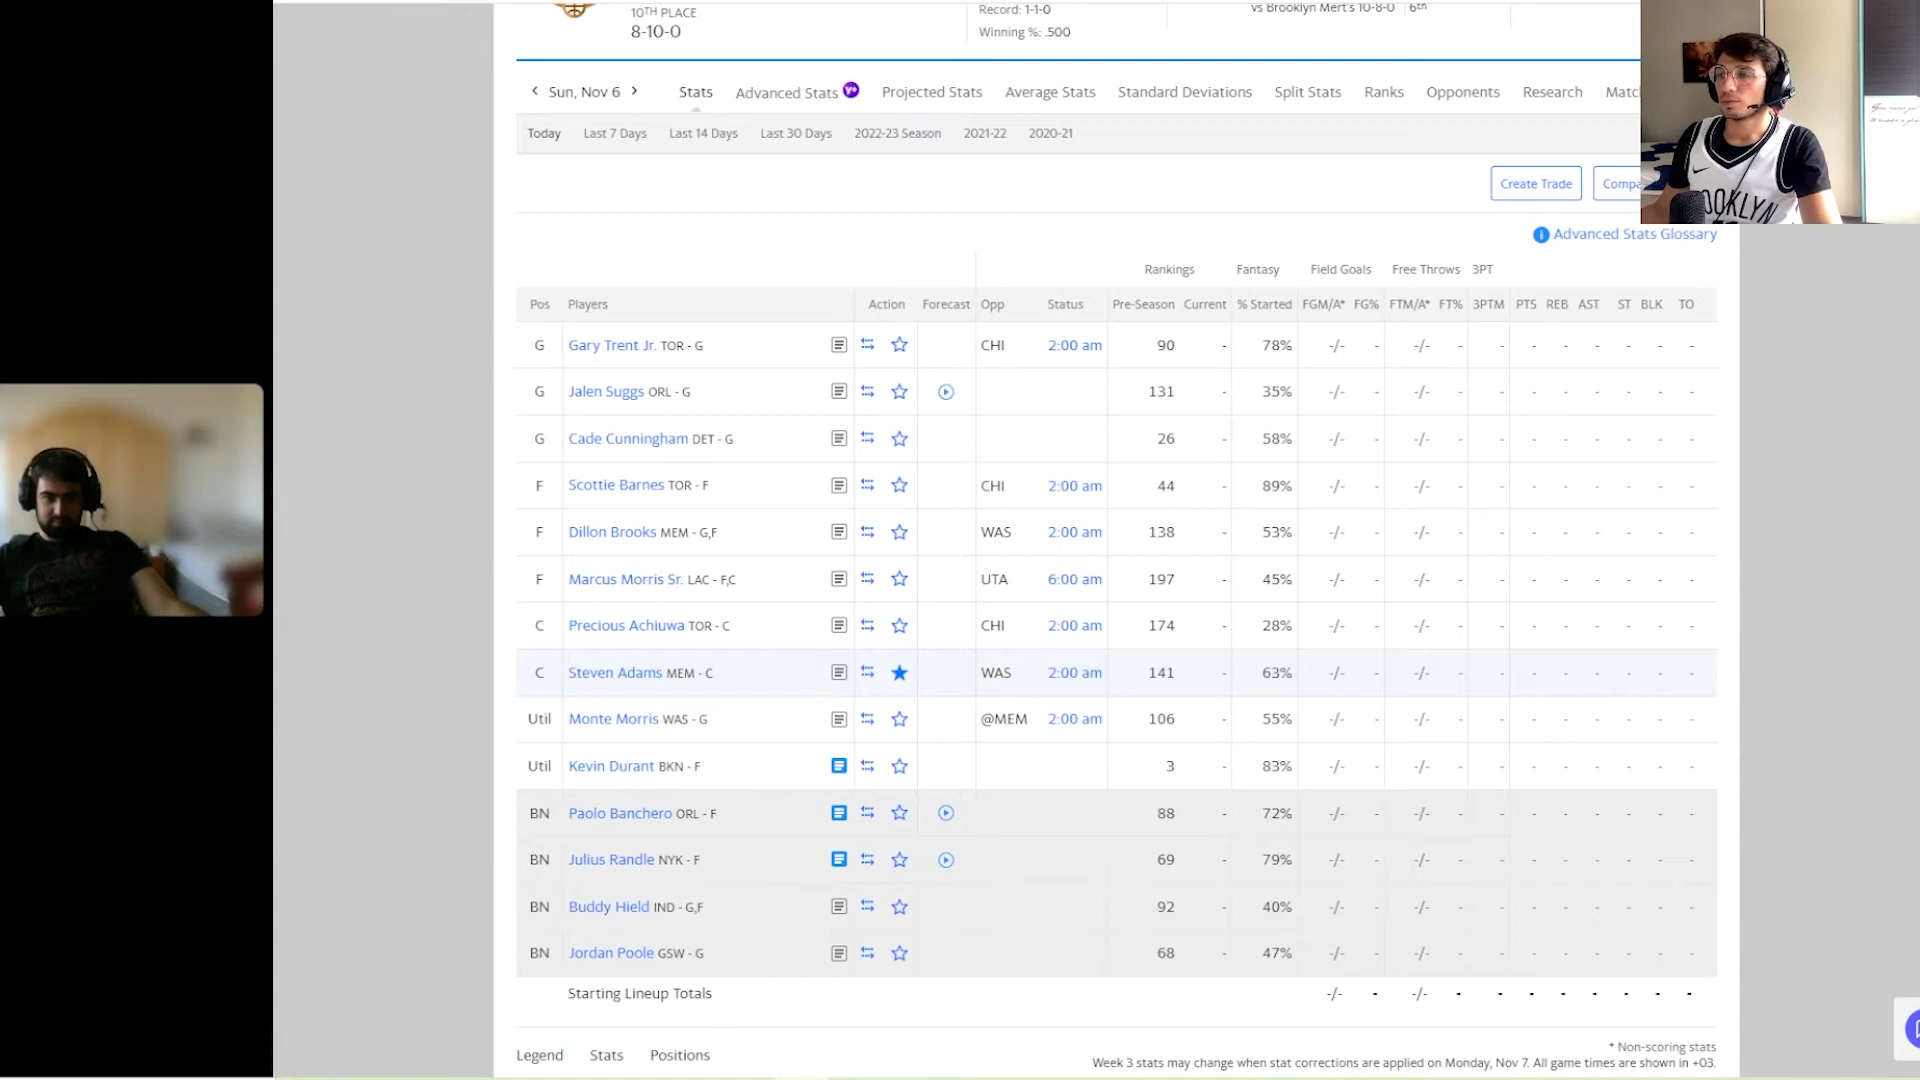 10TH PLACE
8-10-0
Record: 1-1-0
Winning %: .500
vs Brooklyn Mert's 10-8-0 6th
Sun, Nov 6 Stats Advanced Stats Y+ Projected Stats Average Stats Standard Deviations Split Stats Ranks Opponents Research Matc
Today Last 7 Days Last 14 Days Last 30 Days 2022-23 Season 2021-22 2020-21
Create Trade Compa
Advanced Stats Glossary
Rankings Fantasy Field Goals Free Throws 3PT
Pos Players Action Forecast Opp Status Pre-Season Current % Started FGM/A* FG% FTM/A* FT% 3PTM PTS REB AST ST BLK TO
G Gary Trent Jr. TOR - G CHI 2:00 am 90 - 78% -/- - -/- - - - - - - - -
G Jalen Suggs ORL - G 131 - 35% -/- - -/- - - - - - - - -
G Cade Cunningham DET - G 26 - 58% -/- - -/- - - - - - - - -
F Scottie Barnes TOR - F CHI 2:00 am 44 - 89% -/- - -/- - - - - - - - -
F Dillon Brooks MEM - G,F WAS 2:00 am 138 - 53% -/- - -/- - - - - - - - -
F Marcus Morris Sr. LAC - F,C UTA 6:00 am 197 - 45% -/- - -/- - - - - - - - -
C Precious Achiuwa TOR - C CHI 2:00 am 174 - 28% -/- - -/- - - - - - - - -
C Steven Adams MEM - C WAS 2:00 am 141 - 63% -/- - -/- - - - - - - - -
Util Monte Morris WAS - G @MEM 2:00 am 106 - 55% -/- - -/- - - - - - - - -
Util Kevin Durant BKN - F 3 - 83% -/- - -/- - - - - - - - -
BN Paolo Banchero ORL - F 88 - 72% -/- - -/- - - - - - - - -
BN Julius Randle NYK - F 69 - 79% -/- - -/- - - - - - - - -
BN Buddy Hield IND - G,F 92 - 40% -/- - -/- - - - - - - - -
BN Jordan Poole GSW - G 68 - 47% -/- - -/- - - - - - - - -
Starting Lineup Totals -/- - -/- - - - - - - - -
Legend Stats Positions
* Non-scoring stats
Week 3 stats may change when stat corrections are applied on Monday, Nov 7. All game times are shown in +03.
BROOKLYN